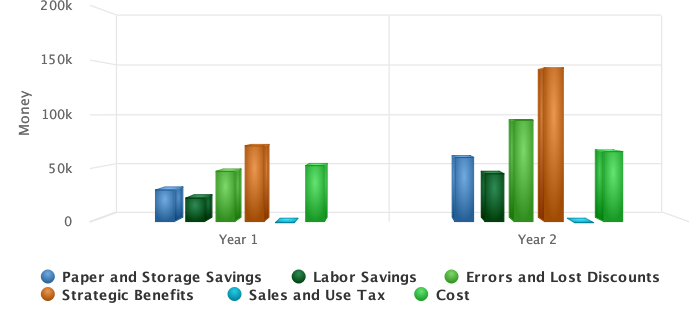 200k
150k
100k
50k
0
Money
Year 1 Year 2
Paper and Storage Savings Labor Savings Errors and Lost Discounts
Strategic Benefits Sales and Use Tax Cost